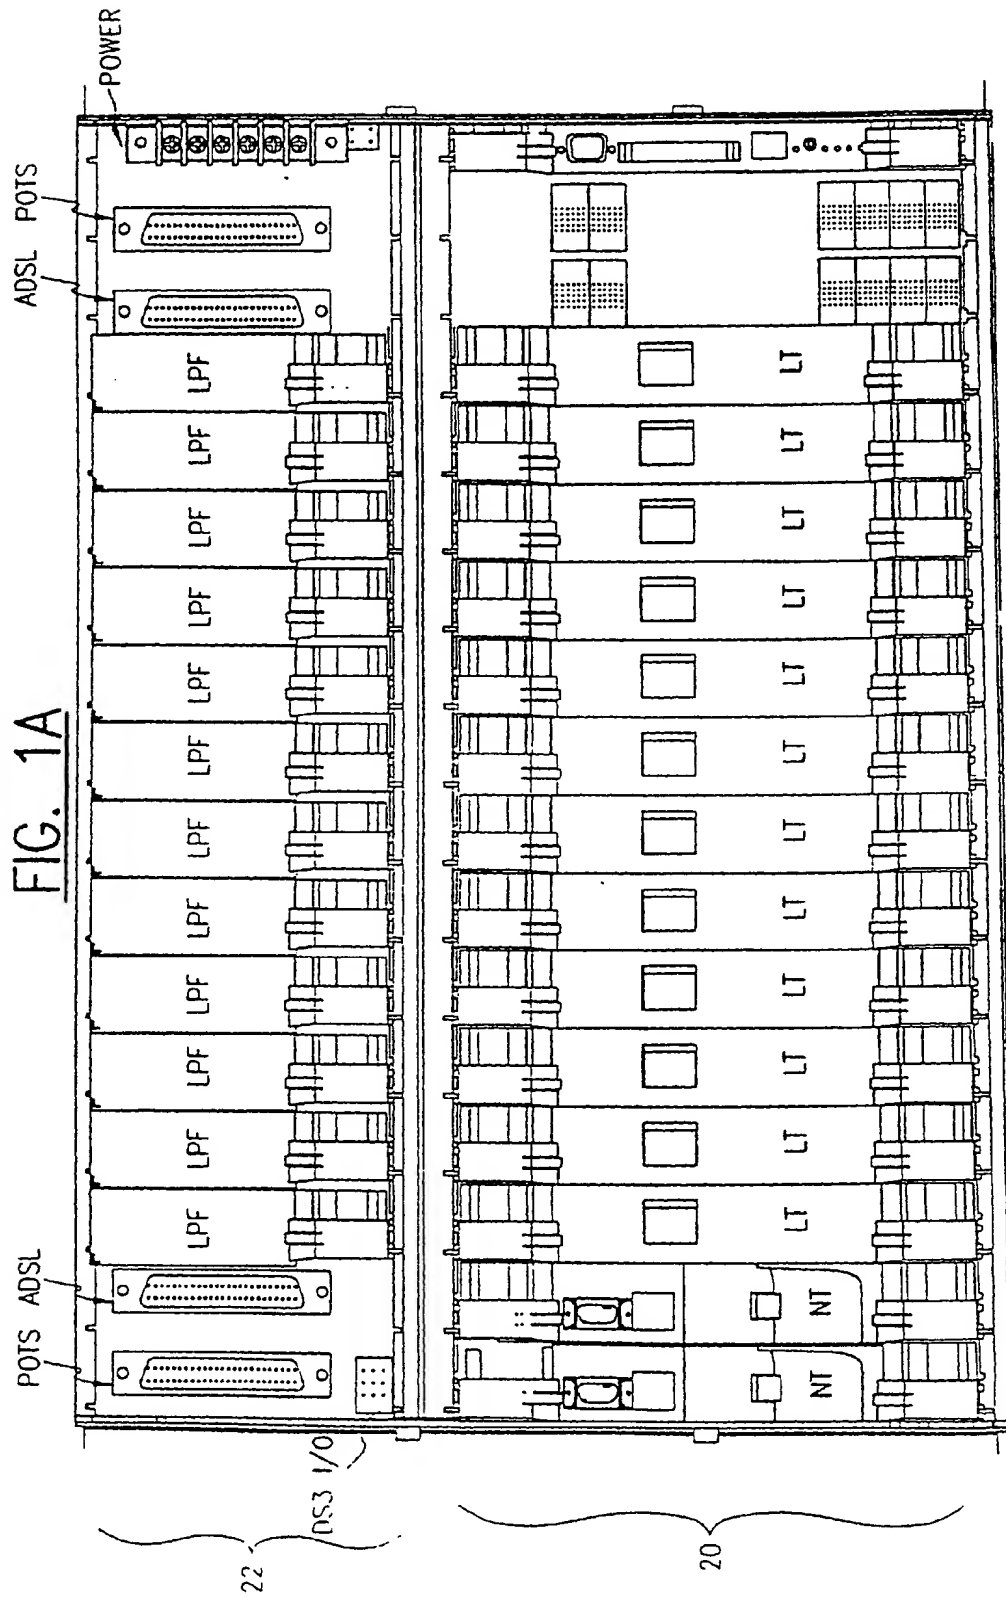 FIG. 1A
POTS ADSL
ADSL POTS
POWER
LPF LPF LPF LPF LPF LPF LPF LPF LPF LPF LPF LPF
22
DS3 I/O
20
NT NT LT LT LT LT LT LT LT LT LT LT LT LT